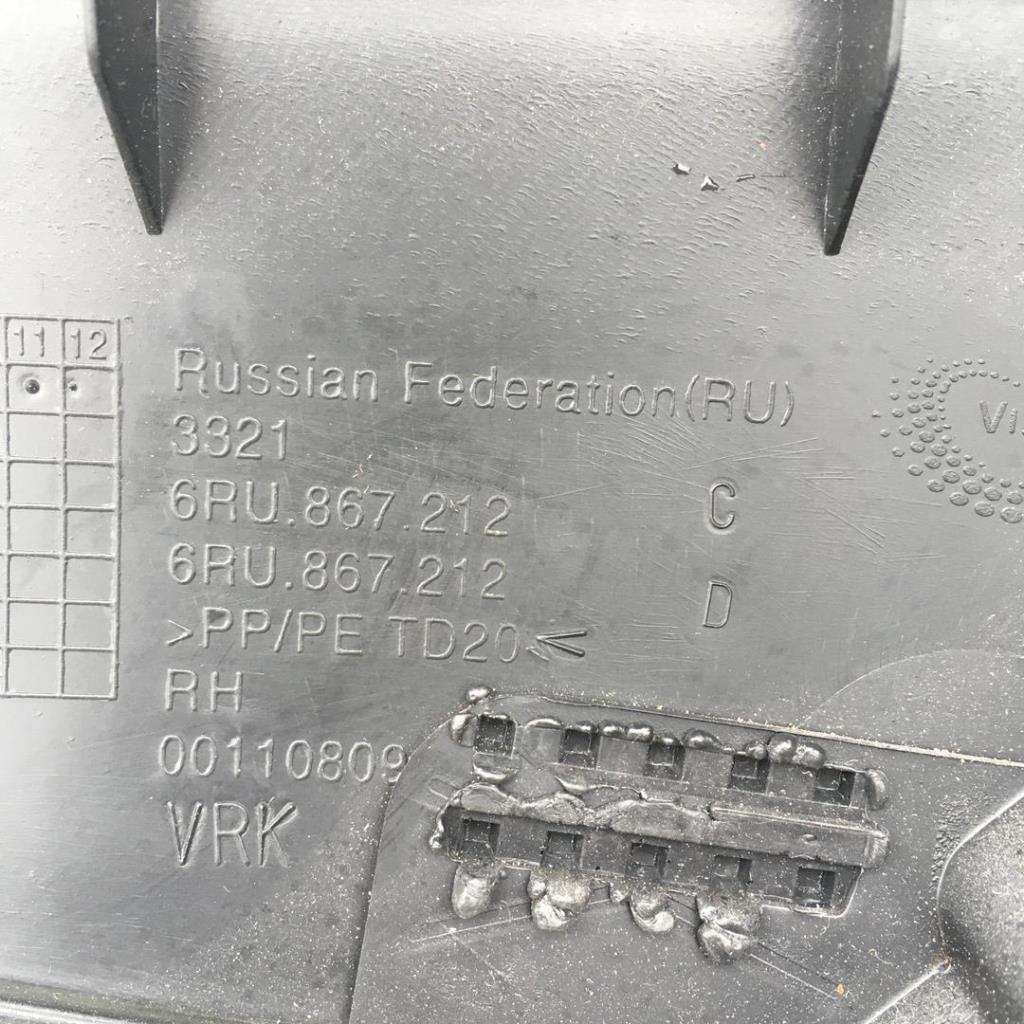 11 12
Russian Federation(RU)
3321
6RU.867.212 C
6RU.867.212 D
>PP/PE TD20<
RH
00110809
VRK